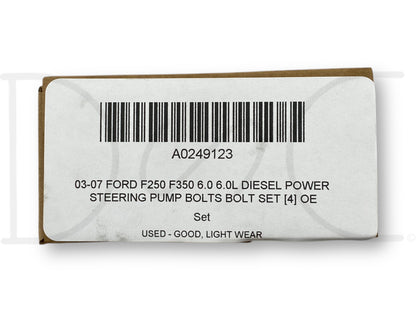 A0249123
03-07 FORD F250 F350 6.0 6.0L DIESEL POWER
STEERING PUMP BOLTS BOLT SET [4] OE
Set
USED - GOOD, LIGHT WEAR